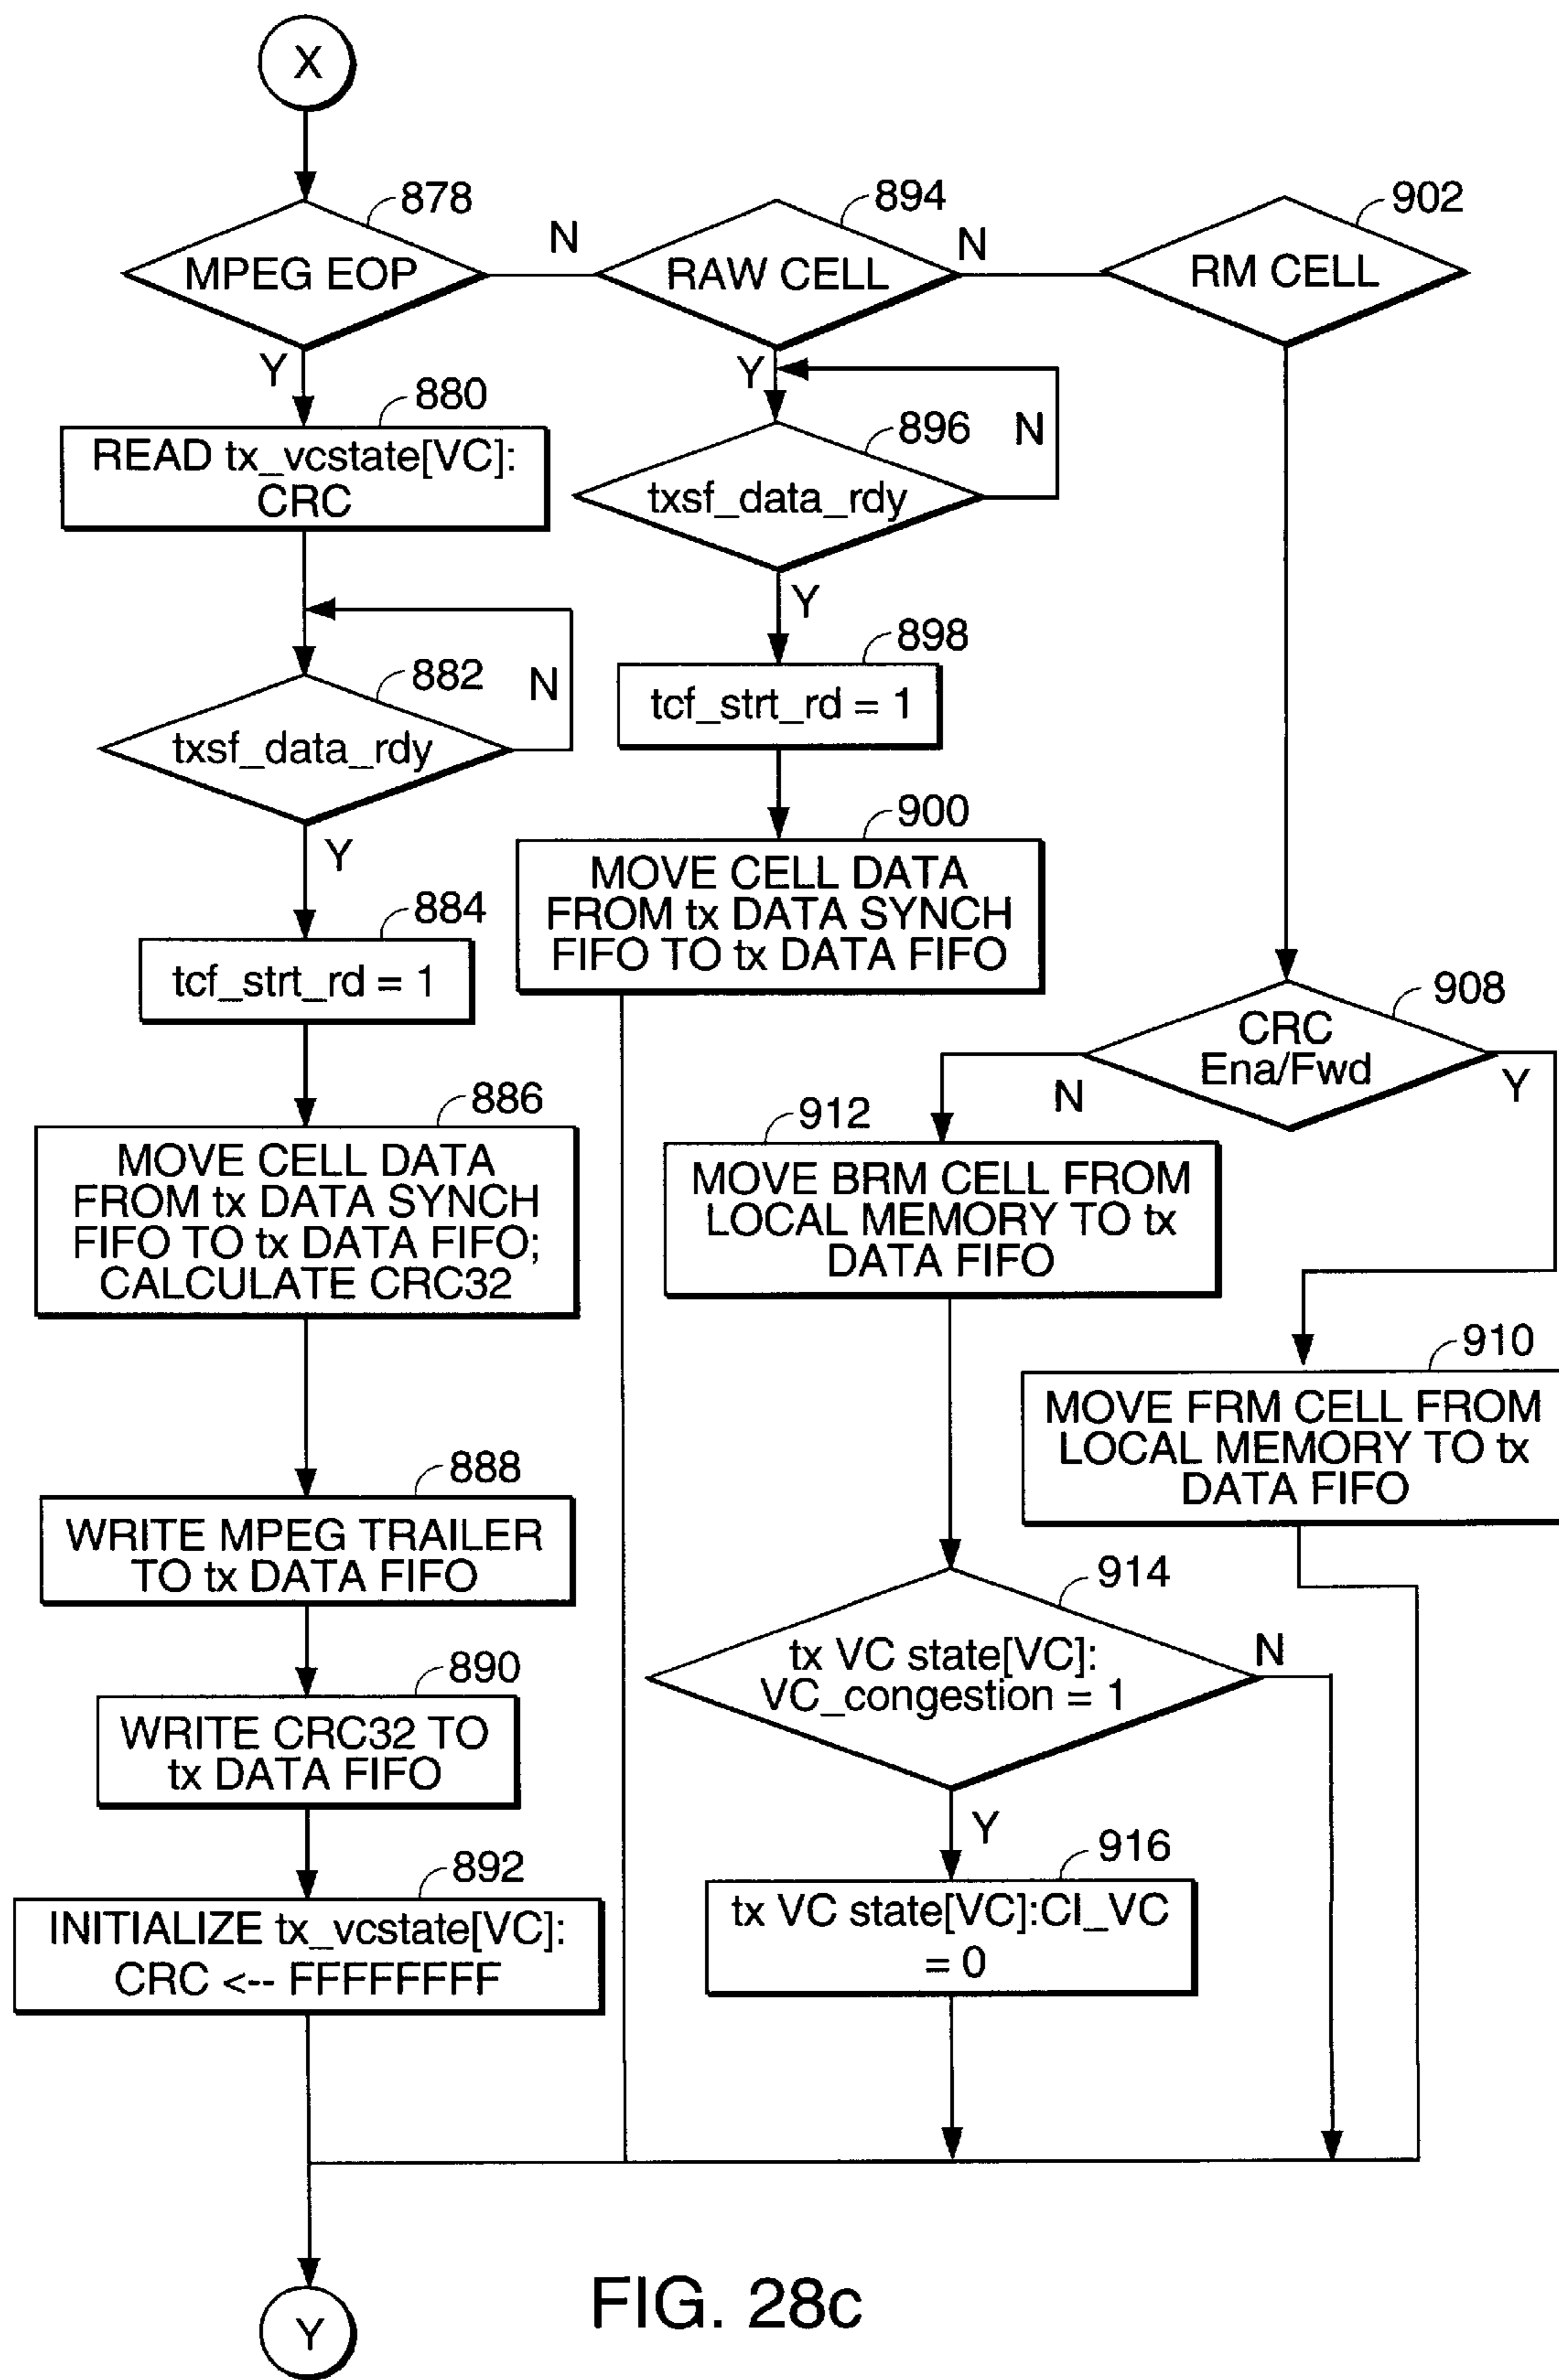 X
878
MPEG EOP
N
894
RAW CELL
N
902
RM CELL
Y
880
READ tx_vcstate[VC]:
CRC
882
N
txsf_data_rdy
Y
884
tcf_strt_rd = 1
886
MOVE CELL DATA
FROM tx DATA SYNCH
FIFO TO tx DATA FIFO;
CALCULATE CRC32
888
WRITE MPEG TRAILER
TO tx DATA FIFO
890
WRITE CRC32 TO
tx DATA FIFO
892
INITIALIZE tx_vcstate[VC]:
CRC <-- FFFFFFFF
Y
896
N
txsf_data_rdy
Y
898
tcf_strt_rd = 1
900
MOVE CELL DATA
FROM tx DATA SYNCH
FIFO TO tx DATA FIFO
908
CRC
Ena/Fwd
N
Y
912
MOVE BRM CELL FROM
LOCAL MEMORY TO tx
DATA FIFO
910
MOVE FRM CELL FROM
LOCAL MEMORY TO tx
DATA FIFO
914
tx VC state[VC]:
VC_congestion = 1
N
Y
916
tx VC state[VC]:CI_VC
= 0
Y
FIG. 28c